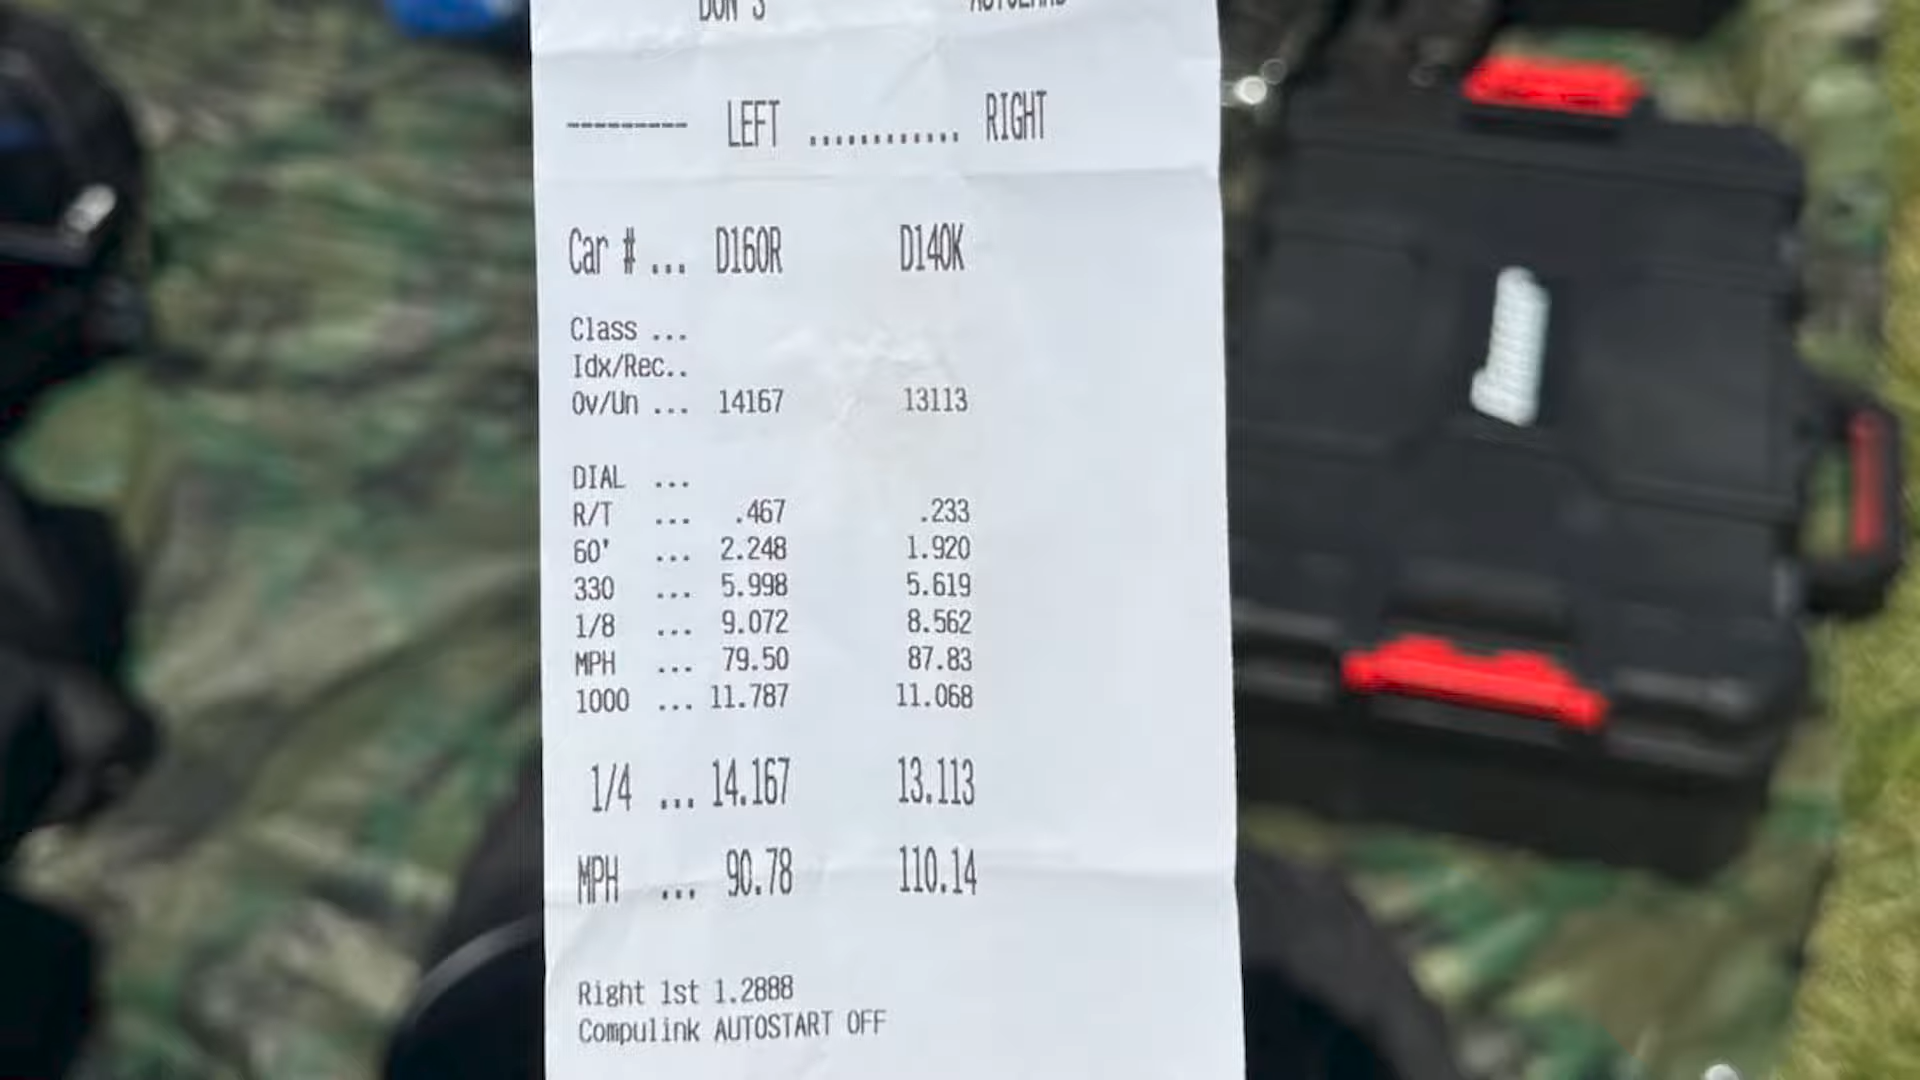 DON'S
--------- LEFT ............ RIGHT
Car # ... D160R D140K
Class ...
Idx/Rec..
Ov/Un ... 14167 13113
DIAL ...
R/T ... .467 .233
60' ... 2.248 1.920
330 ... 5.998 5.619
1/8 ... 9.072 8.562
MPH ... 79.50 87.83
1000 ... 11.787 11.068
1/4 ... 14.167 13.113
MPH ... 90.78 110.14
Right 1st 1.2888
Compulink AUTOSTART OFF